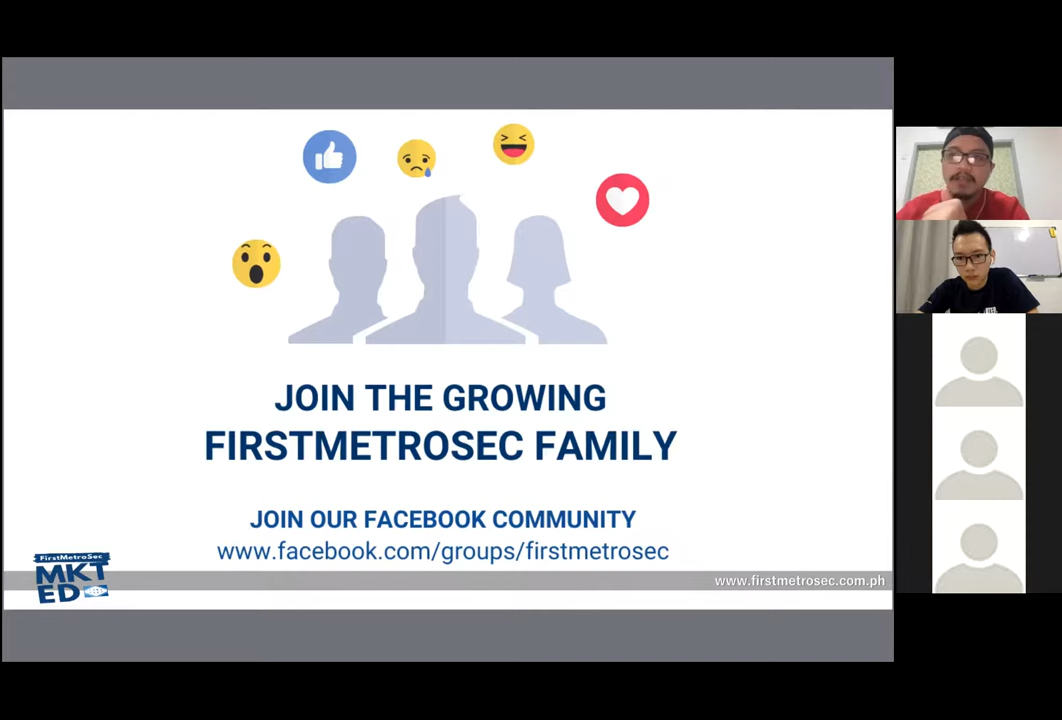 JOIN THE GROWING
FIRSTMETROSEC FAMILY
JOIN OUR FACEBOOK COMMUNITY
www.facebook.com/groups/firstmetrosec
FirstMetroSec
MKT
ED
www.firstmetrosec.com.ph